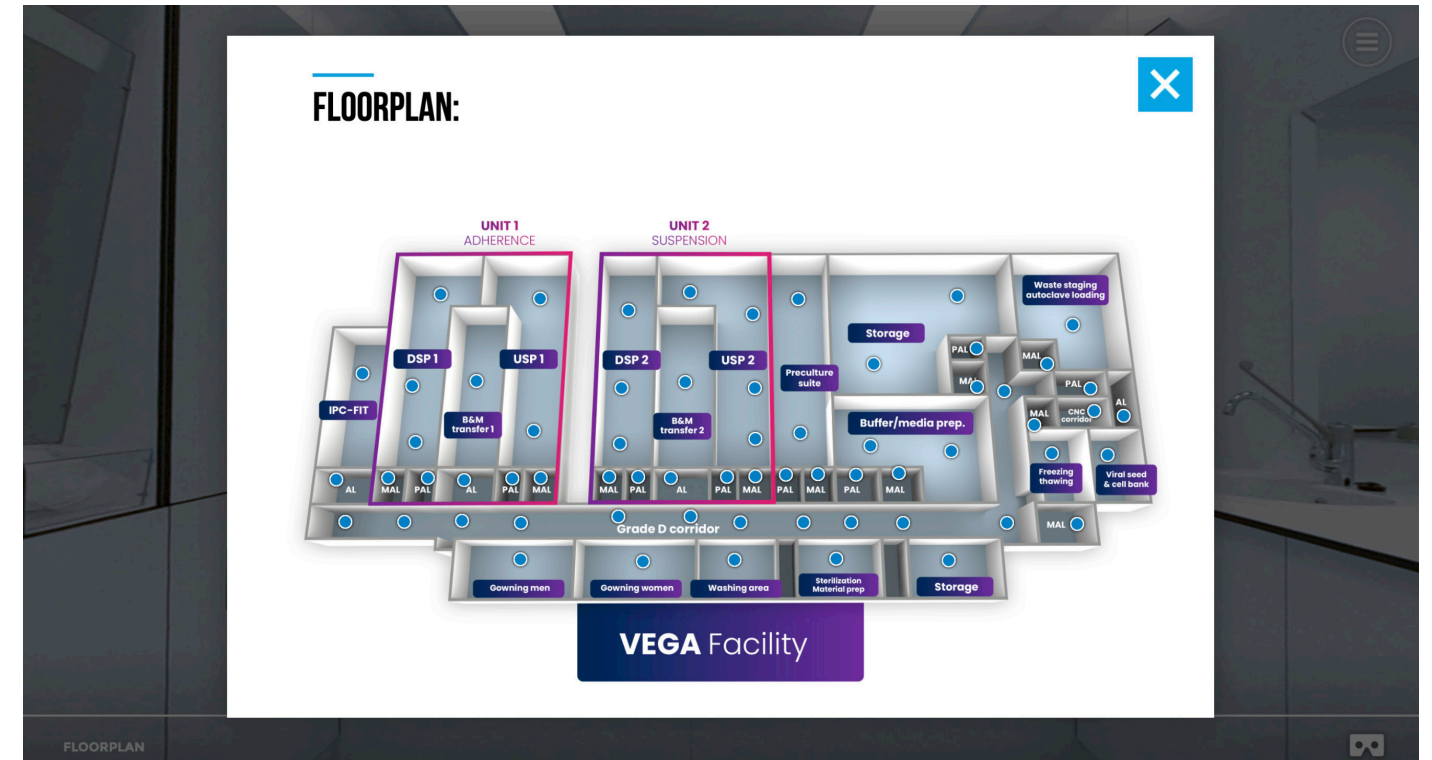 FLOORPLAN:
UNIT 1
ADHERENCE
UNIT 2
SUSPENSION
Waste staging
autoclave loading
Storage
PAL
MAL
MAL
PAL
AL
DSP 1
USP 1
DSP 2
USP 2
Preculture
suite
IPC-FIT
B&M
transfer 1
B&M
transfer 2
Buffer/media prep.
MAL
CNC
corridor
Freezing
thawing
Viral seed
& cell bank
AL
MAL
PAL
AL
PAL
MAL
MAL
PAL
AL
PAL
MAL
PAL
MAL
PAL
MAL
Grade D corridor
MAL
Gowning men
Gowning women
Washing area
Sterilization
Material prep
Storage
VEGA Facility
FLOORPLAN